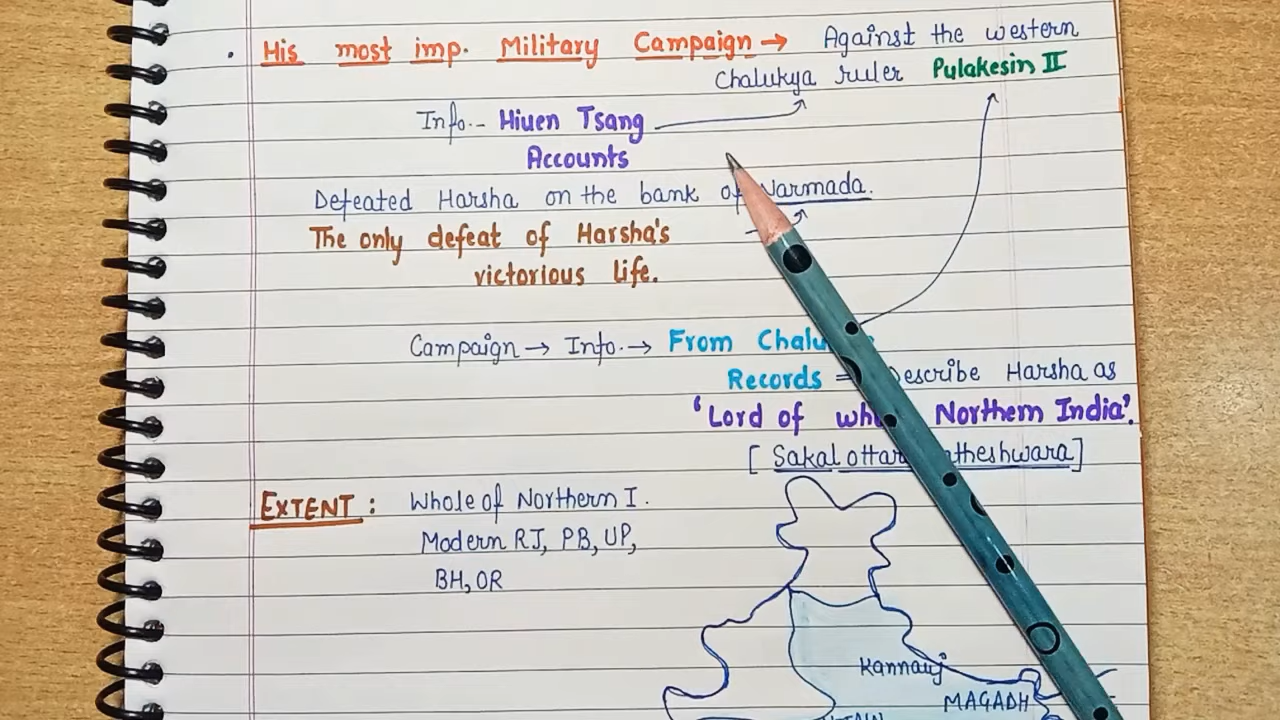 . His most imp. Military Campaign → Against the western
Chalukya ruler Pulakesin II
Info.- Hiuen Tsang
Accounts
Defeated Harsha on the bank of Narmada.
The only defeat of Harsha's
victorious life.
Campaign → Info. → From
Records = Describe Harsha as
'Lord of Northern India'.
[ ]
EXTENT : Whole of Northern I.
Modern RJ, PB, UP,
BH, OR
Kannauj
MAGADH